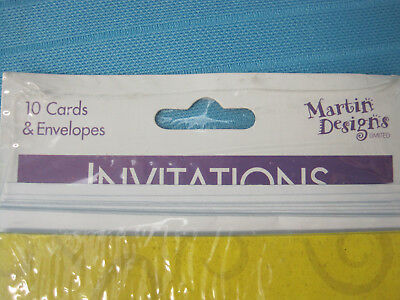 10 Cards
& Envelopes
Martin
Designs
LIMITED
INVITATIONS